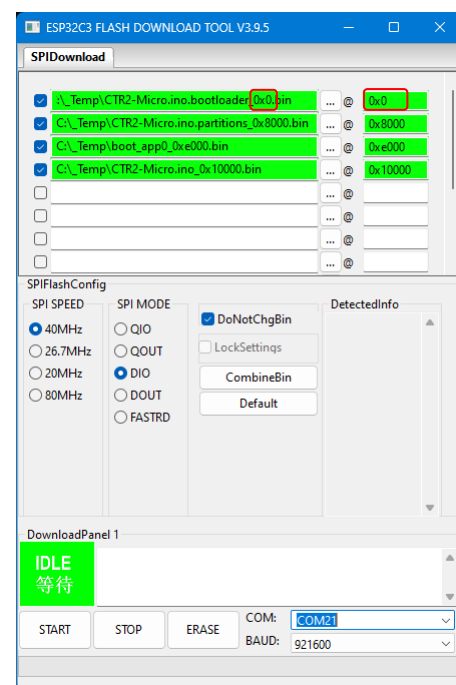 ESP32C3 FLASH DOWNLOAD TOOL V3.9.5
SPIDownload
:\_Temp\CTR2-Micro.ino.bootloader_0x0.bin ... @ 0x0
C:\_Temp\CTR2-Micro.ino.partitions_0x8000.bin ... @ 0x8000
C:\_Temp\boot_app0_0xe000.bin ... @ 0xe000
C:\_Temp\CTR2-Micro.ino_0x10000.bin ... @ 0x10000
... @
... @
... @
... @
SPIFlashConfig
SPI SPEED
40MHz
26.7MHz
20MHz
80MHz
SPI MODE
QIO
QOUT
DIO
DOUT
FASTRD
DoNotChgBin
LockSettings
CombineBin
Default
DetectedInfo
DownloadPanel 1
IDLE
等待
START
STOP
ERASE
COM: COM21
BAUD: 921600